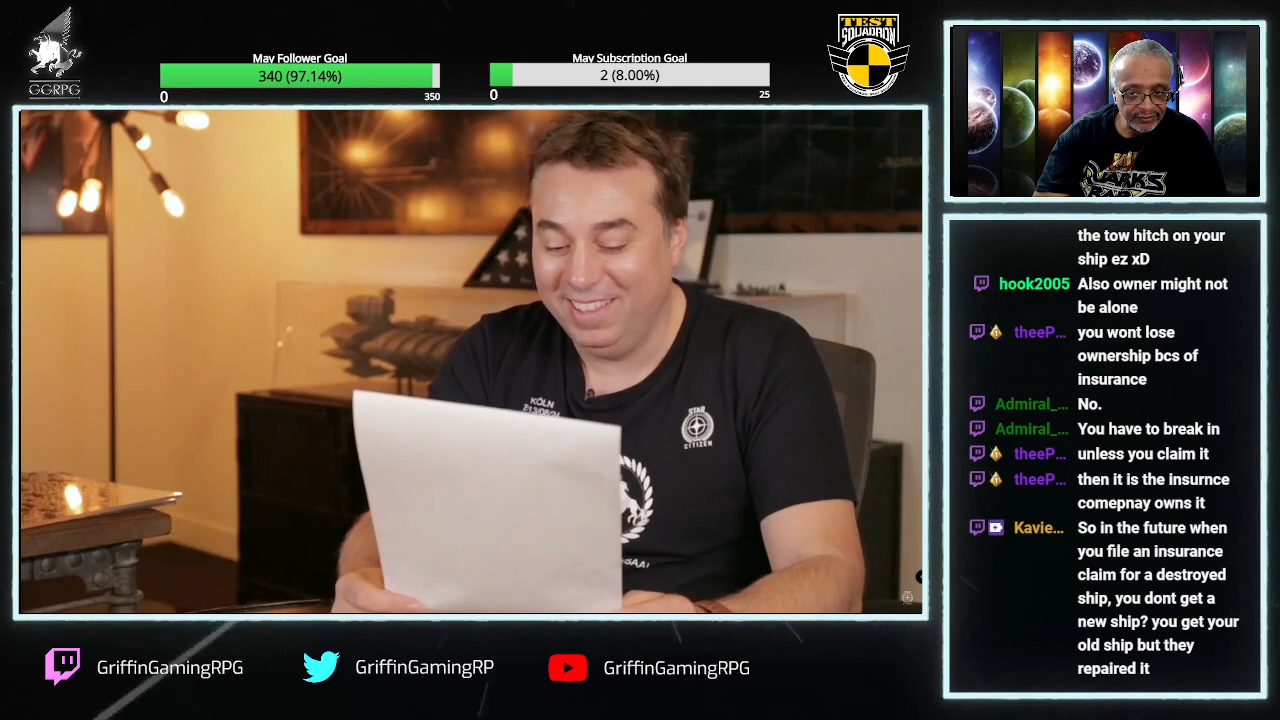 GGRPG
May Follower Goal
340 (97.14%)
0
350
May Subscription Goal
2 (8.00%)
0
25
TEST
SQUADRON
KÖLN
STAR
CITIZEN
the tow hitch on your
ship ez xD
hook2005 Also owner might not
be alone
theeP... you wont lose
ownership bcs of
insurance
Admiral_... No.
Admiral_... You have to break in
theeP... unless you claim it
theeP... then it is the insurnce
comepnay owns it
Kavie... So in the future when
you file an insurance
claim for a destroyed
ship, you dont get a
new ship? you get your
old ship but they
repaired it
GriffinGamingRPG
GriffinGamingRP
GriffinGamingRPG